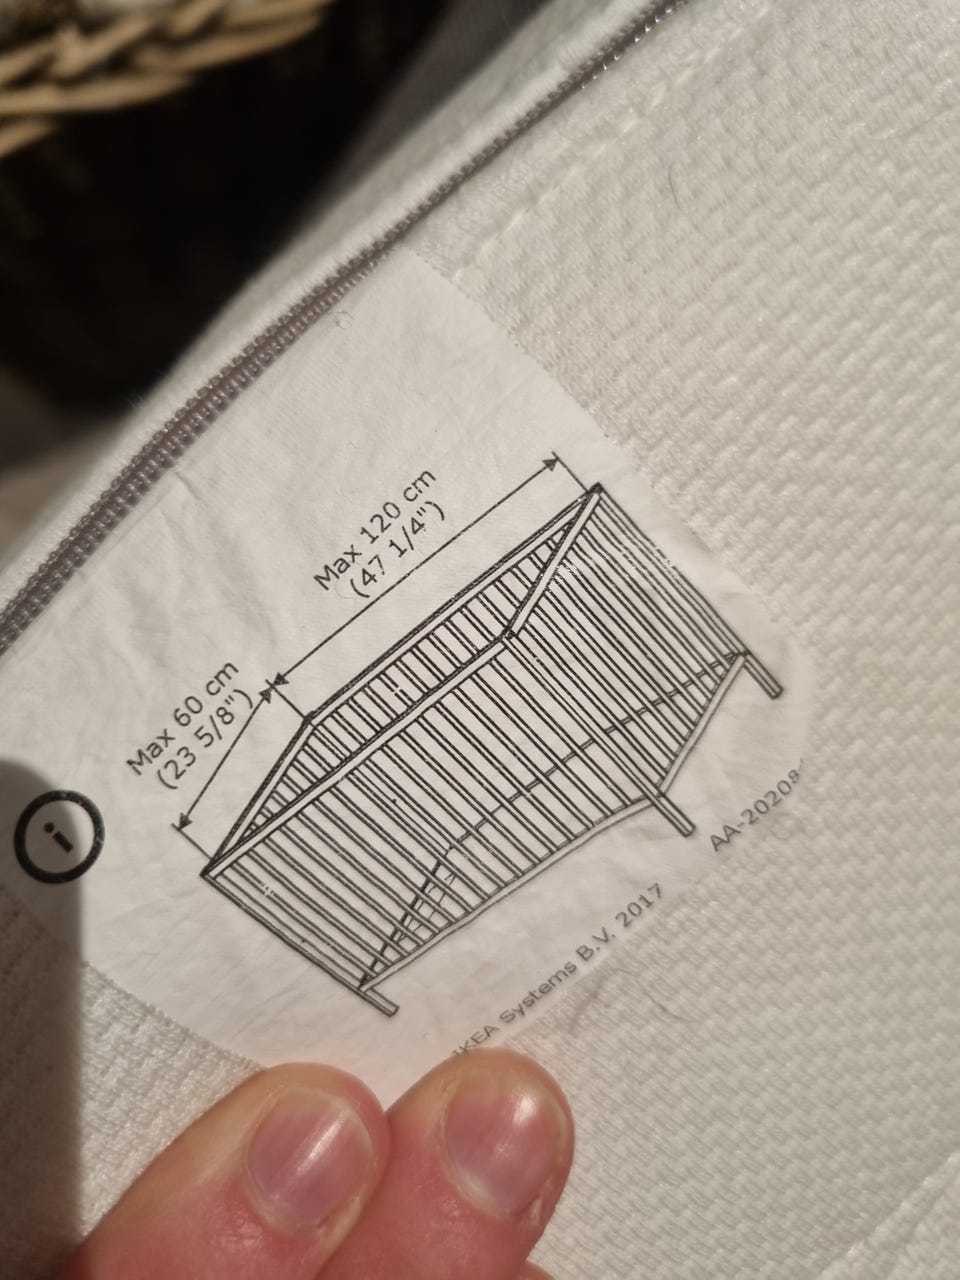 Max 120 cm
(47 1/4")
Max 60 cm
(23 5/8")
i
IKEA Systems B.V. 2017